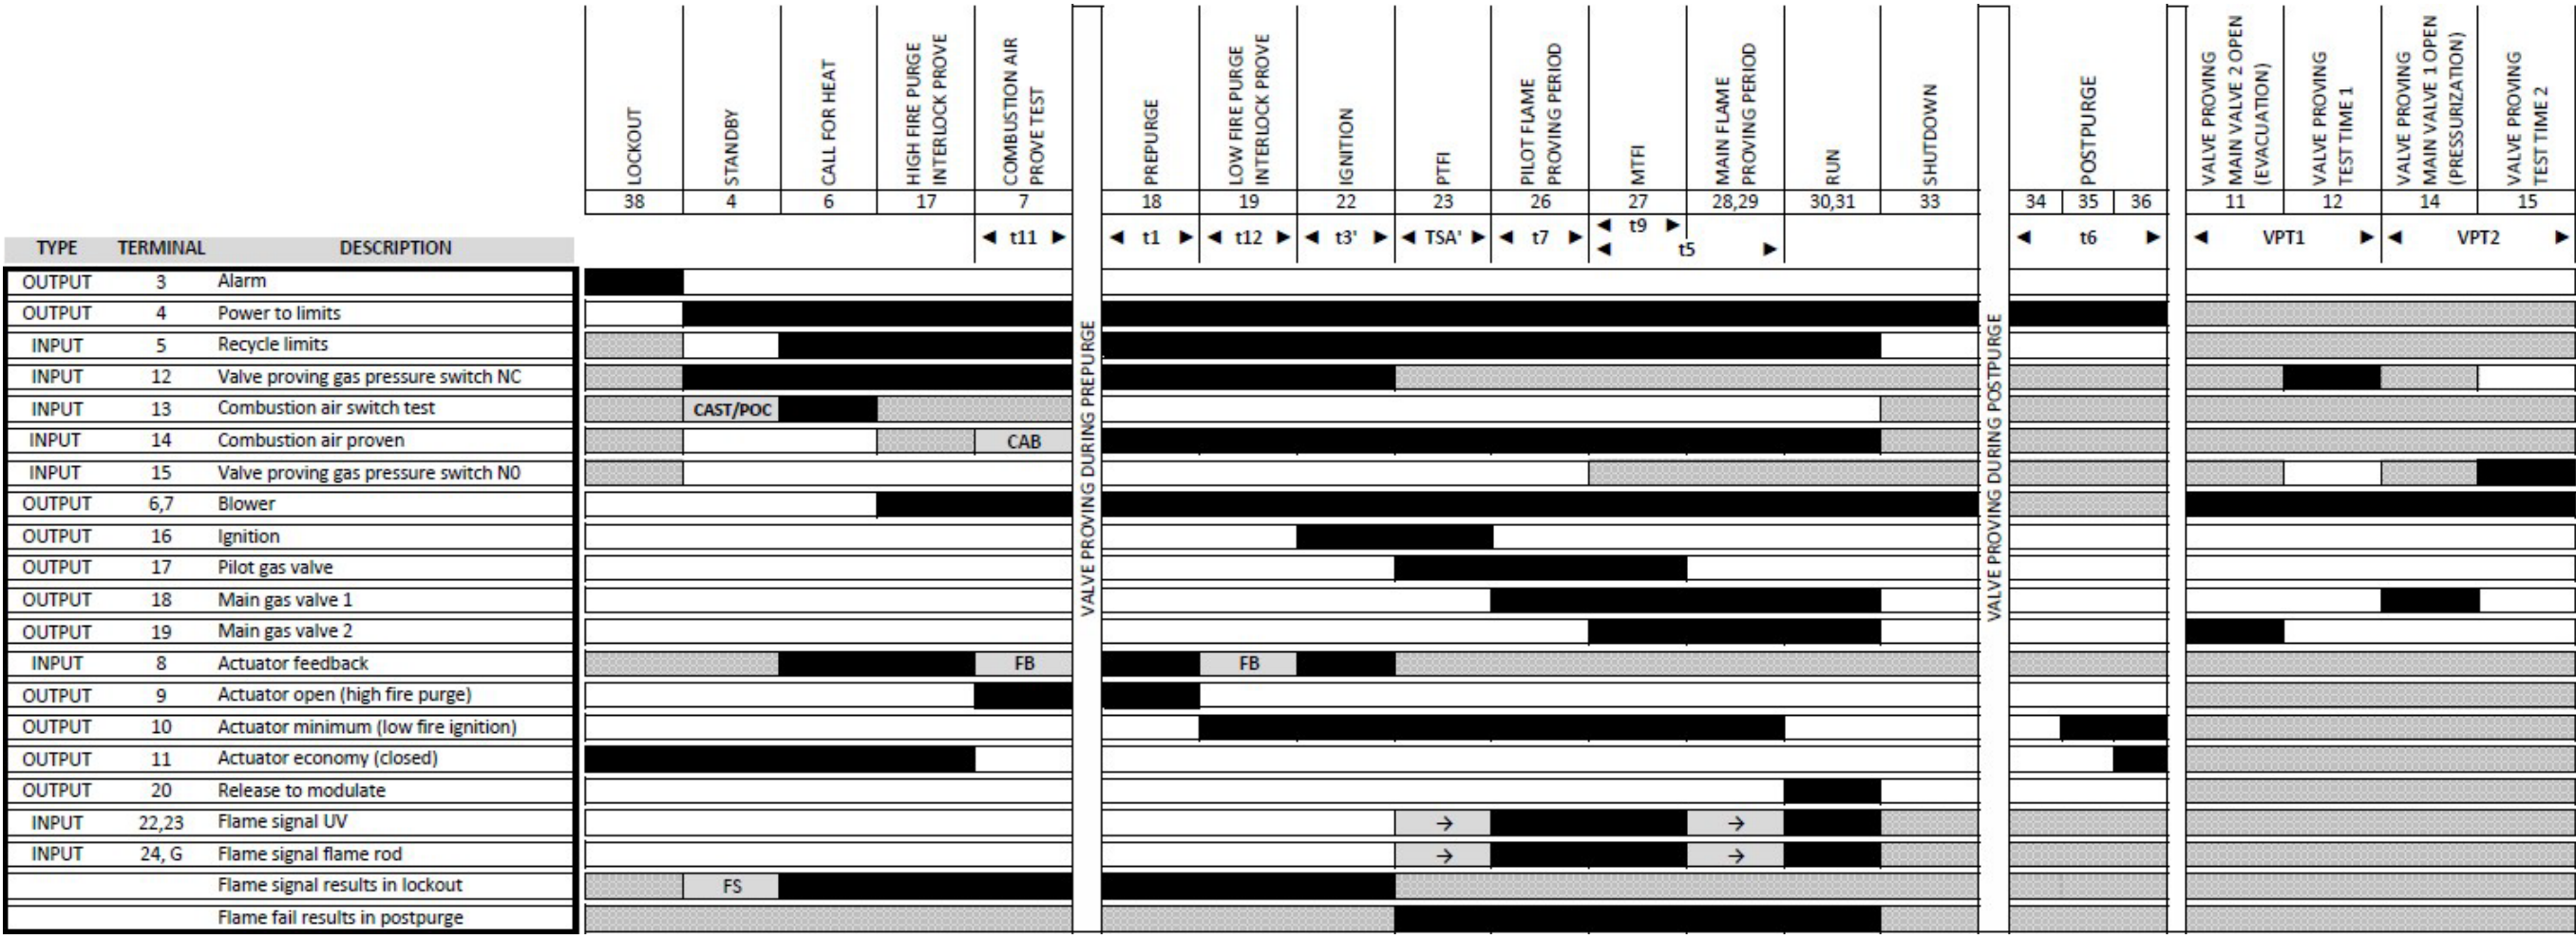 LOCKOUT
STANDBY
CALL FOR HEAT
HIGH FIRE PURGE
INTERLOCK PROVE
COMBUSTION AIR
PROVE TEST
PREPURGE
LOW FIRE PURGE
INTERLOCK PROVE
IGNITION
PTFI
PILOT FLAME
PROVING PERIOD
MTFI
MAIN FLAME
PROVING PERIOD
RUN
SHUTDOWN
POSTPURGE
VALVE PROVING
MAIN VALVE 2 OPEN
(EVACUATION)
VALVE PROVING
TEST TIME 1
VALVE PROVING
MAIN VALVE 1 OPEN
(PRESSURIZATION)
VALVE PROVING
TEST TIME 2
38 4 6 17 7 18 19 22 23 26 27 28,29 30,31 33 34 35 36 11 12 14 15
◄ t11 ► ◄ t1 ► ◄ t12 ► ◄ t3' ► ◄ TSA' ► ◄ t7 ► ◄ t9 ► ◄ t6 ► ◄ VPT1 ► ◄ VPT2 ►
◄ t5 ►
TYPE TERMINAL DESCRIPTION
OUTPUT 3 Alarm
OUTPUT 4 Power to limits
INPUT 5 Recycle limits
INPUT 12 Valve proving gas pressure switch NC
INPUT 13 Combustion air switch test CAST/POC
INPUT 14 Combustion air proven CAB
INPUT 15 Valve proving gas pressure switch N0
OUTPUT 6,7 Blower
OUTPUT 16 Ignition
OUTPUT 17 Pilot gas valve
OUTPUT 18 Main gas valve 1
OUTPUT 19 Main gas valve 2
INPUT 8 Actuator feedback FB FB
OUTPUT 9 Actuator open (high fire purge)
OUTPUT 10 Actuator minimum (low fire ignition)
OUTPUT 11 Actuator economy (closed)
OUTPUT 20 Release to modulate
INPUT 22,23 Flame signal UV → →
INPUT 24, G Flame signal flame rod → →
Flame signal results in lockout FS
Flame fail results in postpurge
VALVE PROVING DURING PREPURGE
VALVE PROVING DURING POSTPURGE